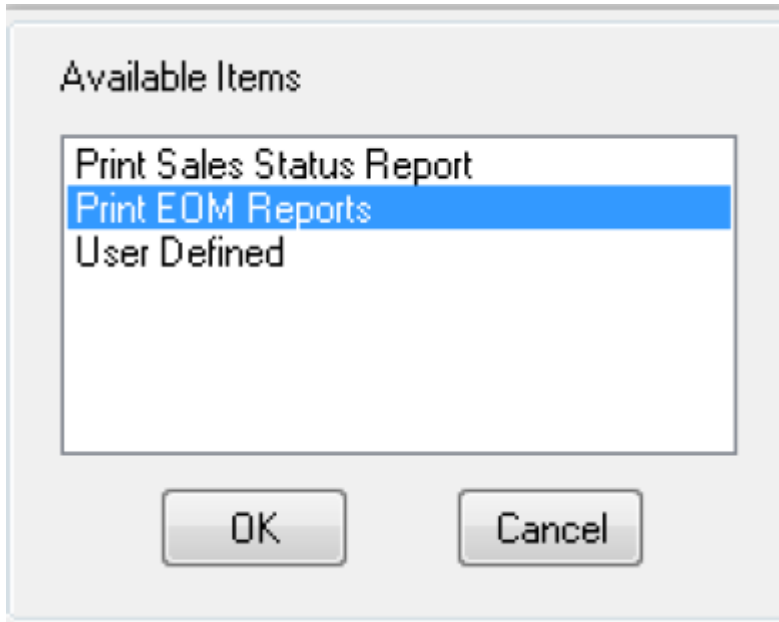 Available Items
Print Sales Status Report
Print EOM Reports
User Defined
OK
Cancel